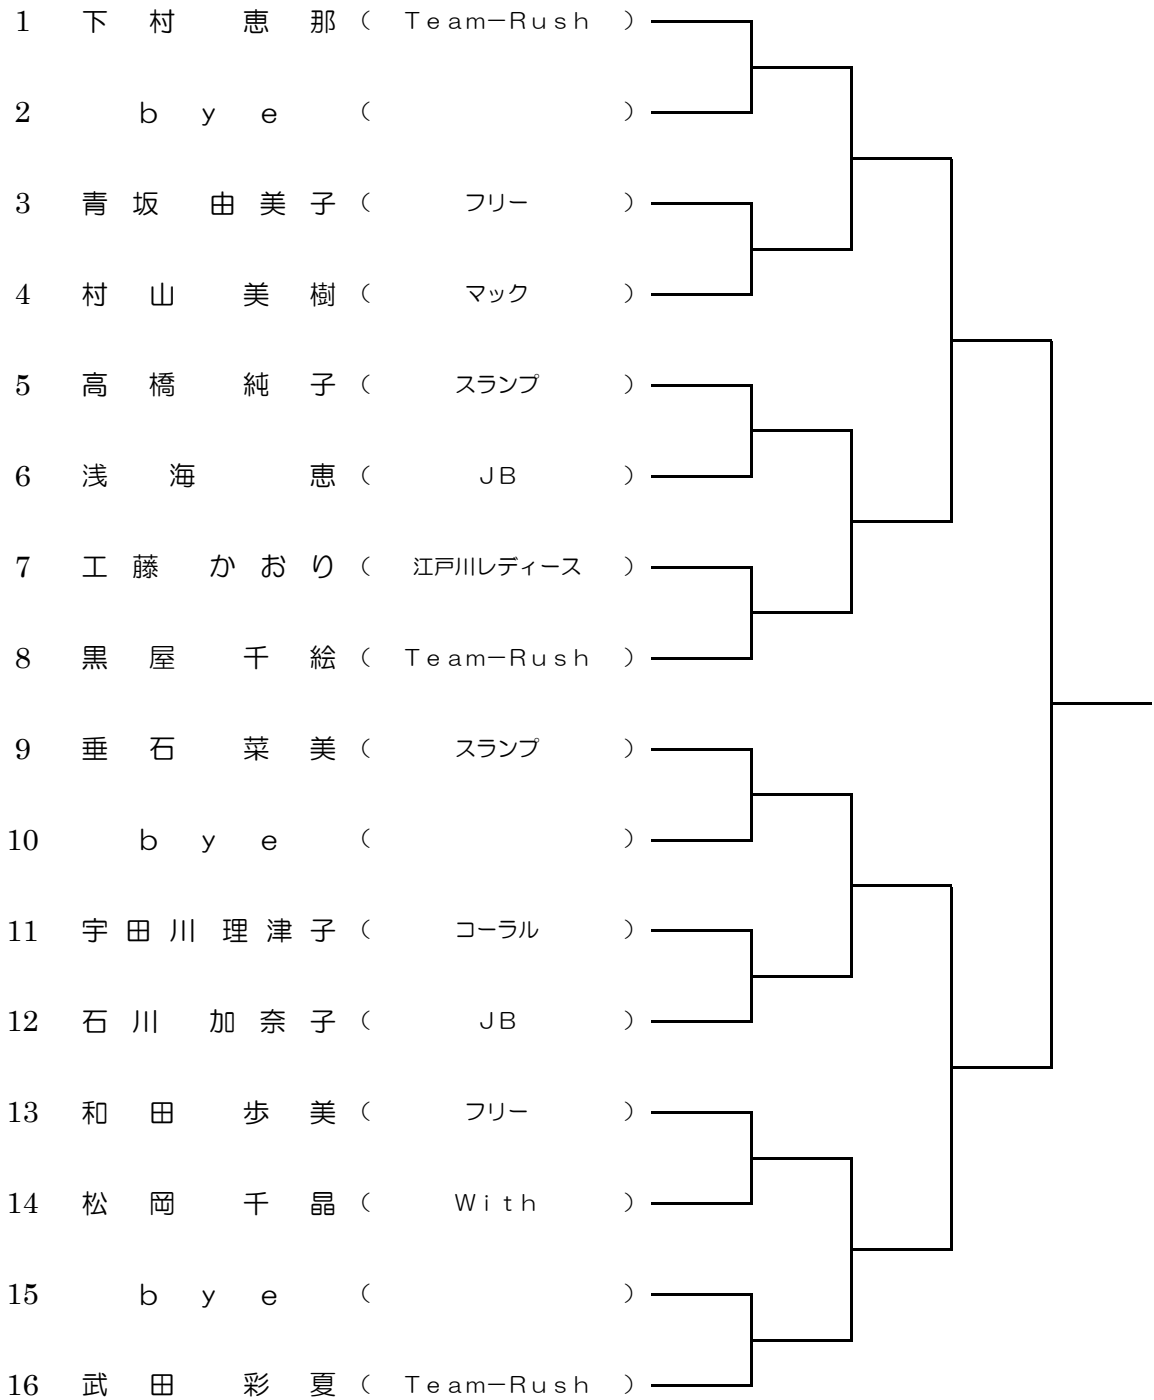 1 下村 恵那 （ Team－Rush ）
2 bye （ ）
3 青坂 由美子 （ フリー ）
4 村山 美樹 （ マック ）
5 高橋 純子 （ スランプ ）
6 浅海 恵 （ JB ）
7 工藤 かおり （ 江戸川レディース ）
8 黒屋 千絵 （ Team－Rush ）
9 垂石 菜美 （ スランプ ）
10 bye （ ）
11 宇田川 理津子 （ コーラル ）
12 石川 加奈子 （ JB ）
13 和田 歩美 （ フリー ）
14 松岡 千晶 （ With ）
15 bye （ ）
16 武田 彩夏 （ Team－Rush ）